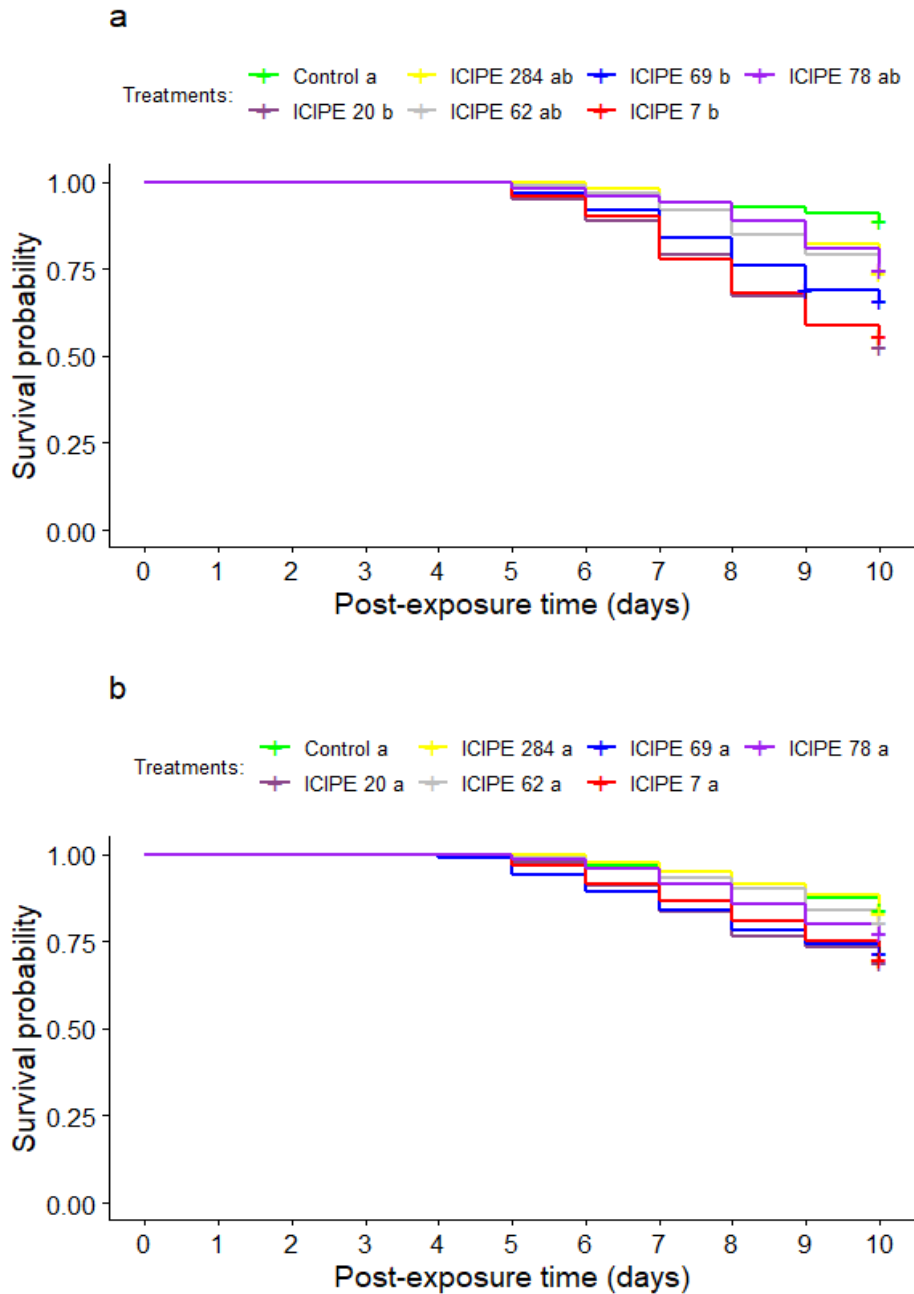 a
Treatments:
Control a ICIPE 284 ab ICIPE 69 b ICIPE 78 ab
ICIPE 20 b ICIPE 62 ab ICIPE 7 b
Survival probability
1.00
0.75
0.50
0.25
0.00
0 1 2 3 4 5 6 7 8 9 10
Post-exposure time (days)
b
Treatments:
Control a ICIPE 284 a ICIPE 69 a ICIPE 78 a
ICIPE 20 a ICIPE 62 a ICIPE 7 a
Survival probability
1.00
0.75
0.50
0.25
0.00
0 1 2 3 4 5 6 7 8 9 10
Post-exposure time (days)